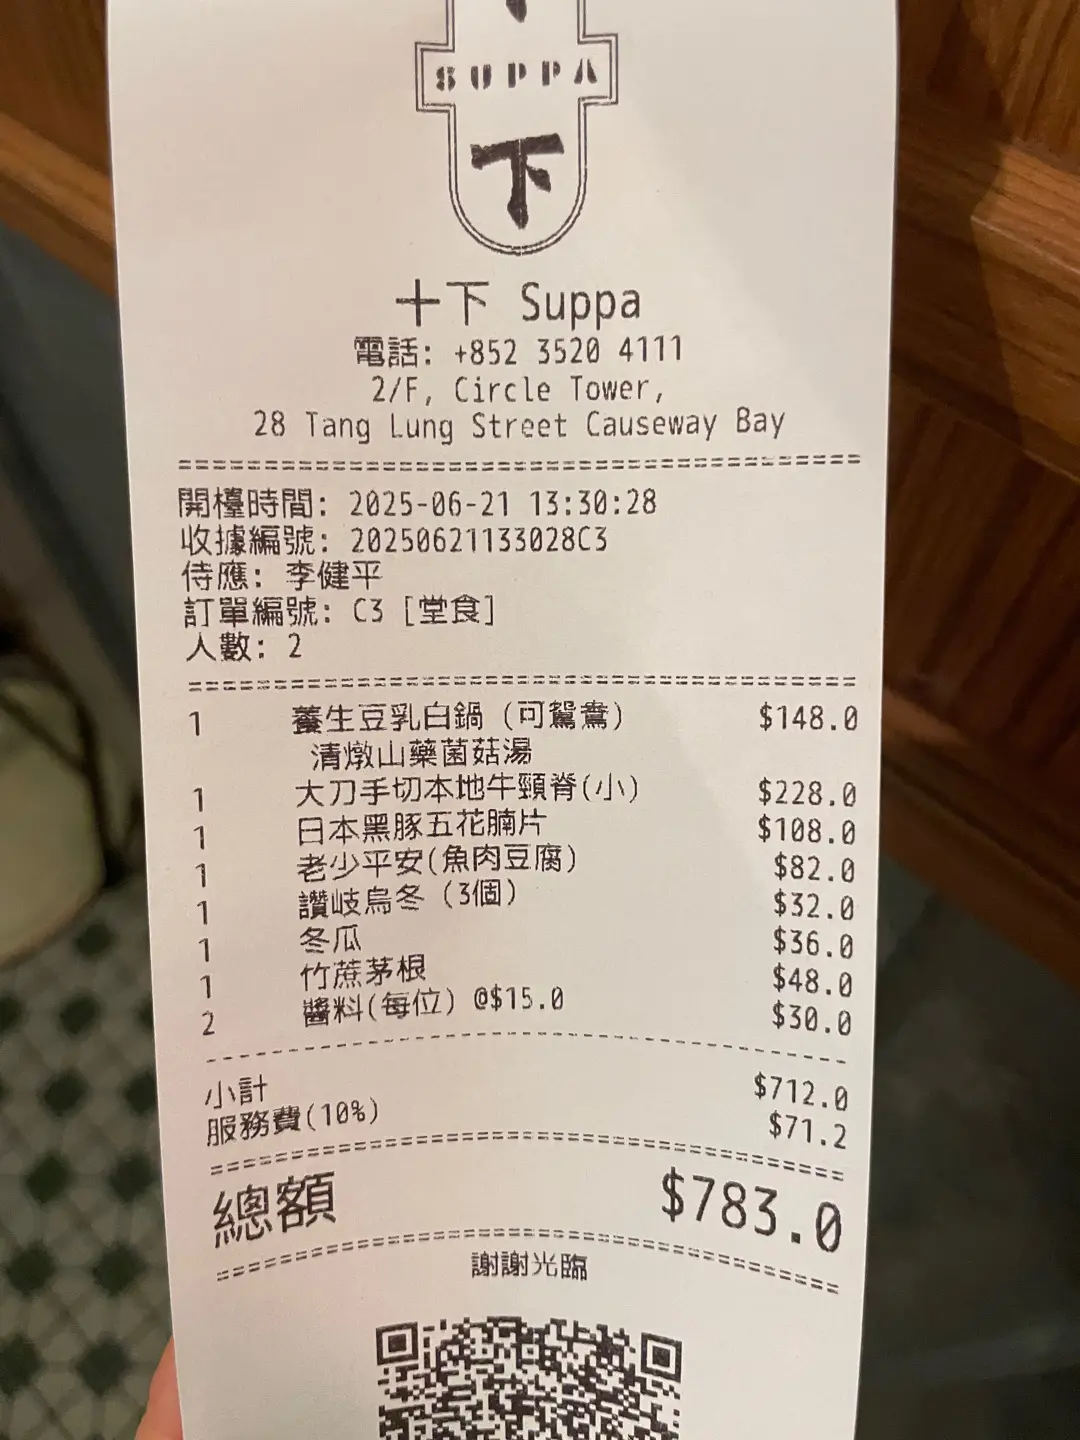 SUPPA
下
十下 Suppa
電話: +852 3520 4111
2/F, Circle Tower,
28 Tang Lung Street Causeway Bay
開檯時間: 2025-06-21 13:30:28
收據編號: 20250621133028C3
侍應: 李健平
訂單編號: C3 [堂食]
人數: 2
1 養生豆乳白鍋 (可鴛鴦) $148.0
清燉山藥菌菇湯
1 大刀手切本地牛頸脊(小) $228.0
1 日本黑豚五花腩片 $108.0
1 老少平安(魚肉豆腐) $82.0
1 讚岐烏冬 (3個) $32.0
1 冬瓜 $36.0
1 竹蔗茅根 $48.0
2 醬料(每位) @$15.0 $30.0
小計 $712.0
服務費(10%) $71.2
總額 $783.0
謝謝光臨